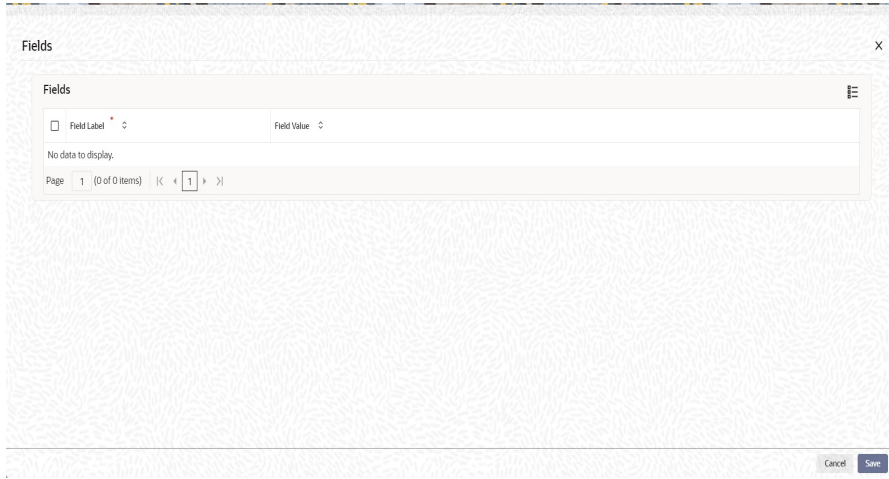 Fields
X
Fields
Field Label * Field Value
No data to display.
Page 1 (0 of 0 items) 1
Cancel Save